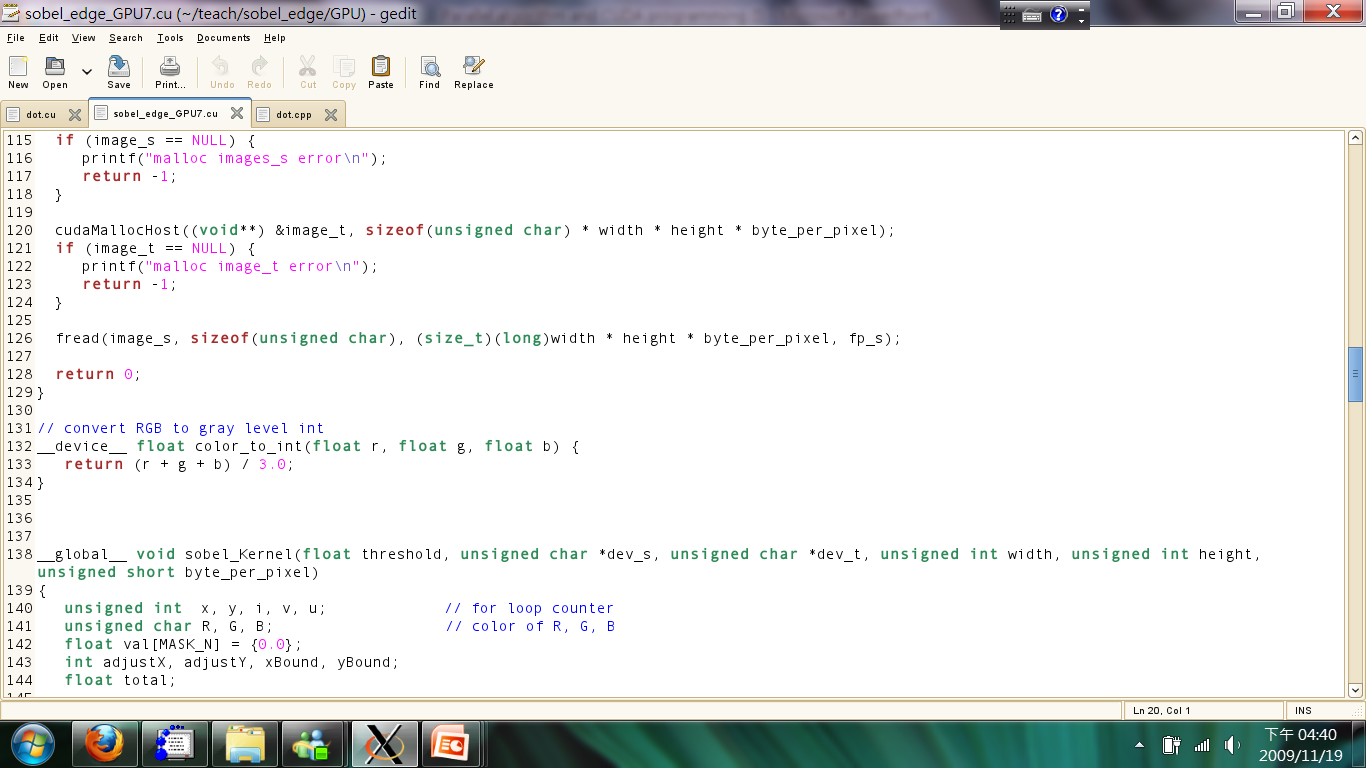 sobel_edge_GPU7.cu (~/teach/sobel_edge/GPU) - gedit
File Edit View Search Tools Documents Help
New Open Save Print... Undo Redo Cut Copy Paste Find Replace
dot.cu sobel_edge_GPU7.cu dot.cpp
115 if (image_s == NULL) {
116 printf("malloc images_s error\n");
117 return -1;
118 }
119
120 cudaMallocHost((void**) &image_t, sizeof(unsigned char) * width * height * byte_per_pixel);
121 if (image_t == NULL) {
122 printf("malloc image_t error\n");
123 return -1;
124 }
125
126 fread(image_s, sizeof(unsigned char), (size_t)(long)width * height * byte_per_pixel, fp_s);
127
128 return 0;
129 }
130
131 // convert RGB to gray level int
132 __device__ float color_to_int(float r, float g, float b) {
133 return (r + g + b) / 3.0;
134 }
135
136
137
138 __global__ void sobel_Kernel(float threshold, unsigned char *dev_s, unsigned char *dev_t, unsigned int width, unsigned int height,
unsigned short byte_per_pixel)
139 {
140 unsigned int x, y, i, v, u; // for loop counter
141 unsigned char R, G, B; // color of R, G, B
142 float val[MASK_N] = {0.0};
143 int adjustX, adjustY, xBound, yBound;
144 float total;
Ln 20, Col 1 INS
下午 04:40
2009/11/19